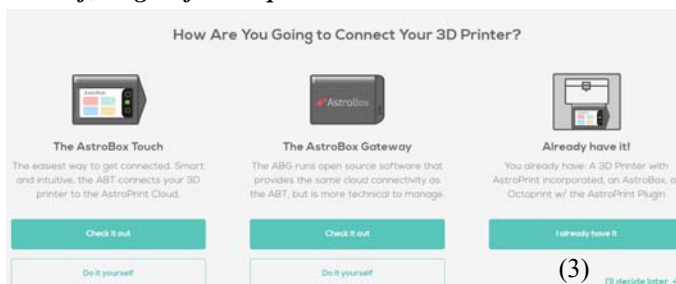 How Are You Going to Connect Your 3D Printer?
AstroBox
AstroBox
The AstroBox Touch
The easiest way to get connected. Smart
and intuitive, the ABT connects your 3D
printer to the AstroPrint Cloud.
Check it out
Do it yourself
The AstroBox Gateway
The ABG runs open source software that
provides the same cloud connectivity as
the ABT, but is more technical to manage.
Check it out
Do it yourself
Already have it!
You already have: A 3D Printer with
AstroPrint incorporated, an AstroBox, o
Octoprint w/ the AstroPrint Plugin
I already have it
(3)
I'll decide later